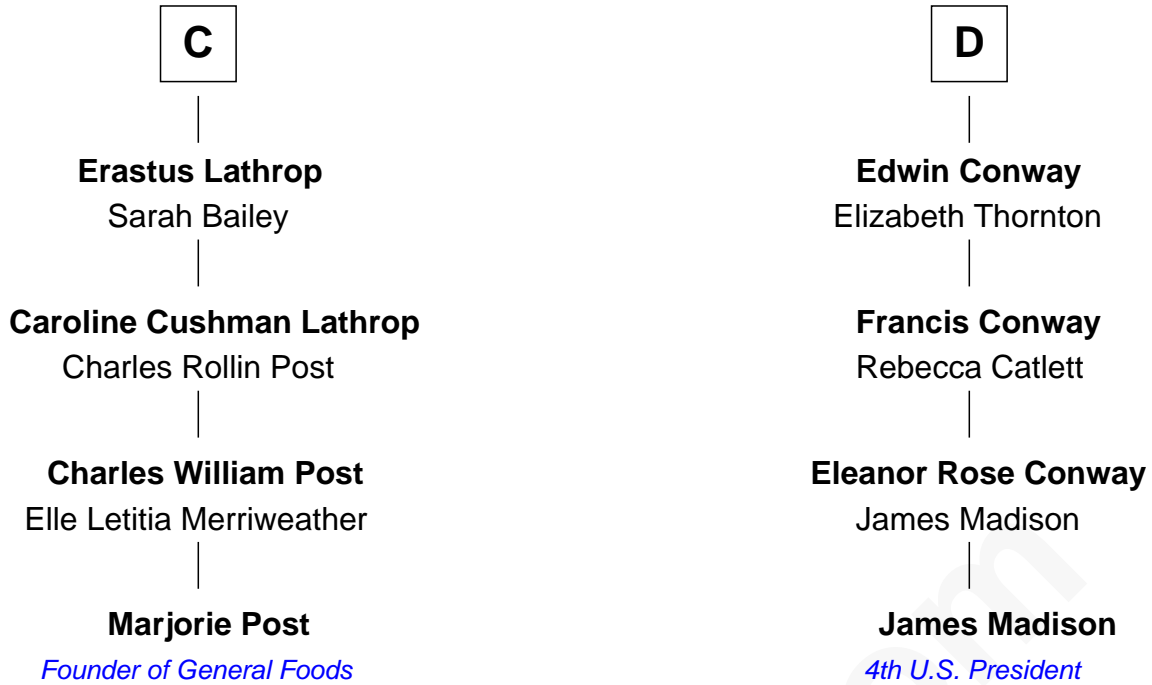 C
Erastus Lathrop
Sarah Bailey
Caroline Cushman Lathrop
Charles Rollin Post
Charles William Post
Elle Letitia Merriweather
Marjorie Post
Founder of General Foods
D
Edwin Conway
Elizabeth Thornton
Francis Conway
Rebecca Catlett
Eleanor Rose Conway
James Madison
James Madison
4th U.S. President